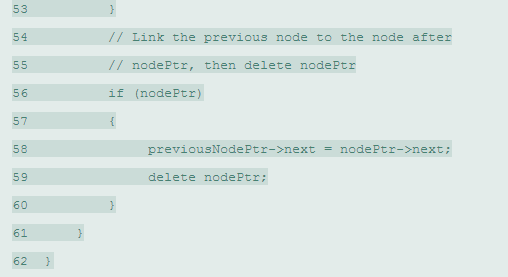 53          }
54          // Link the previous node to the node after
55          // nodePtr, then delete nodePtr
56          if (nodePtr)
57          {
58               previousNodePtr->next = nodePtr->next;
59               delete nodePtr;
60          }
61      }
62  }